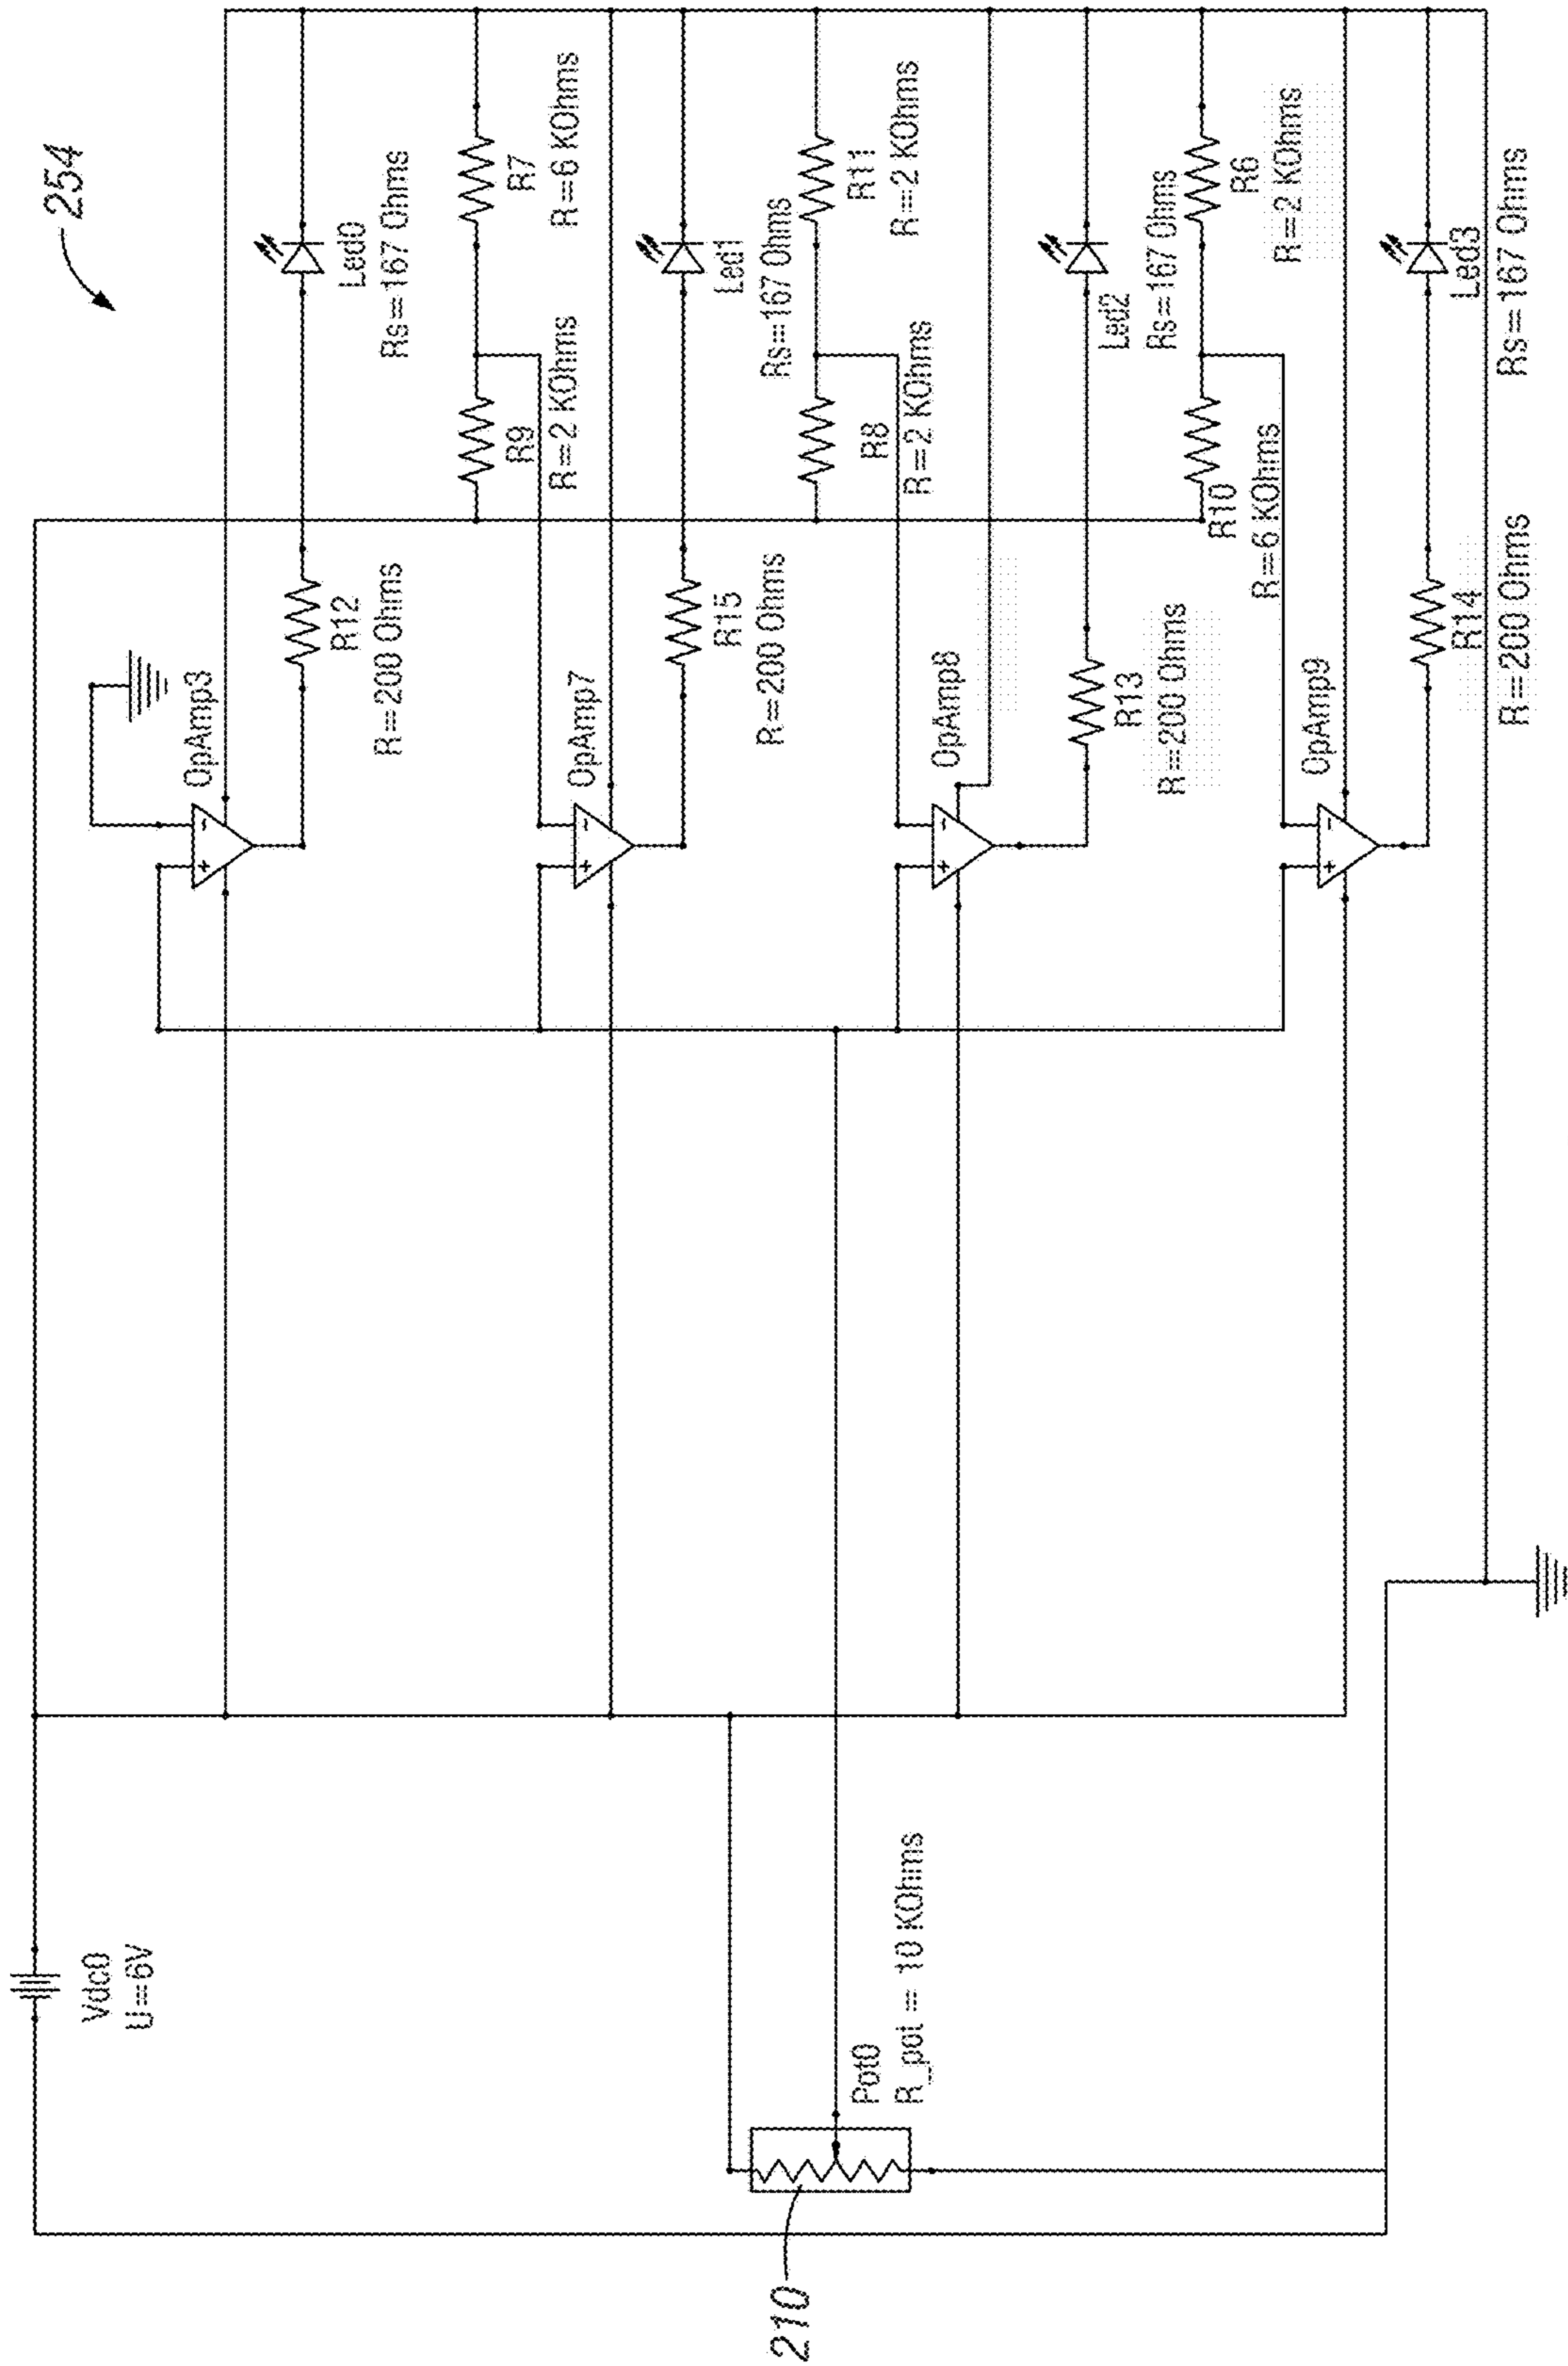 254
Vdc0
U=6V
OpAmp3
+ -
R12
R=200 Ohms
Led0
Rs=167 Ohms
R9
R=2 KOhms
R7
R=6 KOhms
OpAmp7
+ -
R15
R=200 Ohms
Led1
Rs=167 Ohms
R8
R=2 KOhms
R11
R=2 KOhms
210
Pot0
R_pot = 10 KOhms
OpAmp8
+ -
R13
R=200 Ohms
Led2
Rs=167 Ohms
R10
R=6 KOhms
R6
R=2 KOhms
OpAmp9
+ -
R14
R=200 Ohms
Led3
Rs=167 Ohms